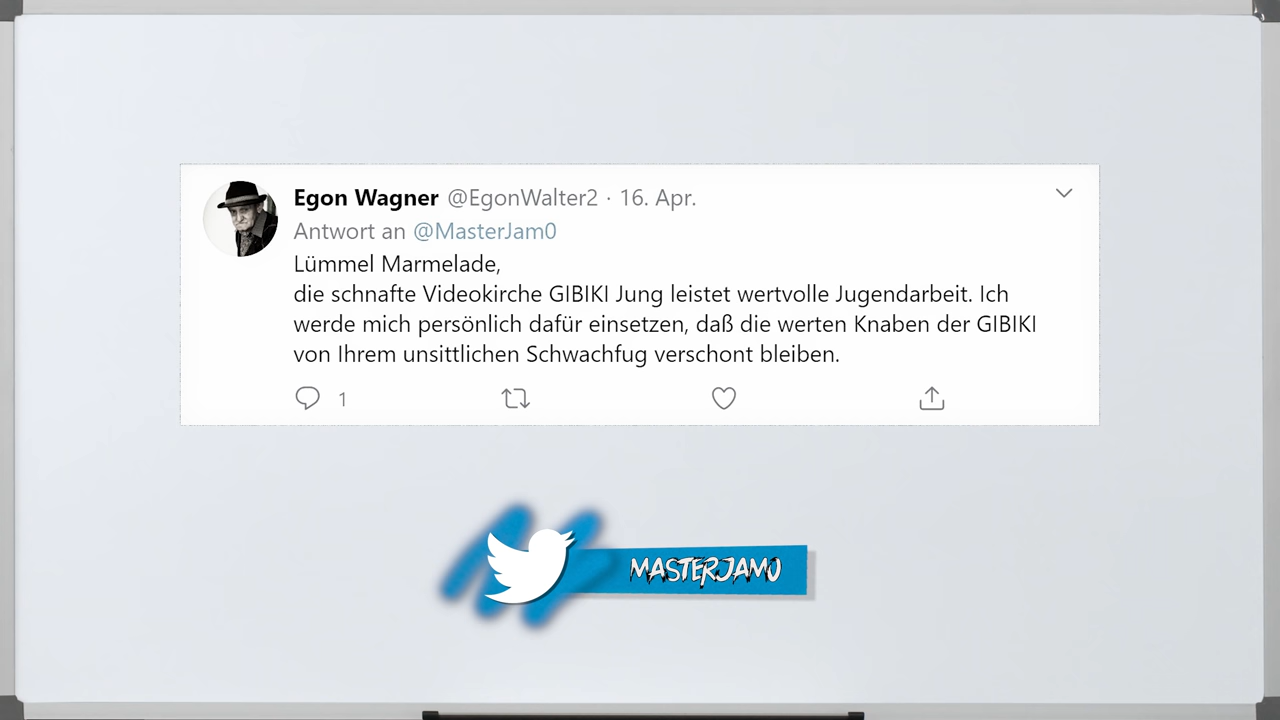 Egon Wagner @EgonWalter2 · 16. Apr.
Antwort an @MasterJam0
Lümmel Marmelade,
die schnafte Videokirche GIBIKI Jung leistet wertvolle Jugendarbeit. Ich
werde mich persönlich dafür einsetzen, daß die werten Knaben der GIBIKI
von Ihrem unsittlichen Schwachfug verschont bleiben.
1
MASTERJAM0